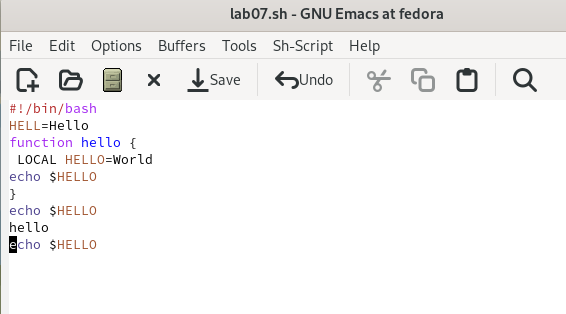 lab07.sh - GNU Emacs at fedora
File Edit Options Buffers Tools Sh-Script Help
Save Undo
#!/bin/bash
HELL=Hello
function hello {
 LOCAL HELLO=World
echo $HELLO
}
echo $HELLO
hello
echo $HELLO